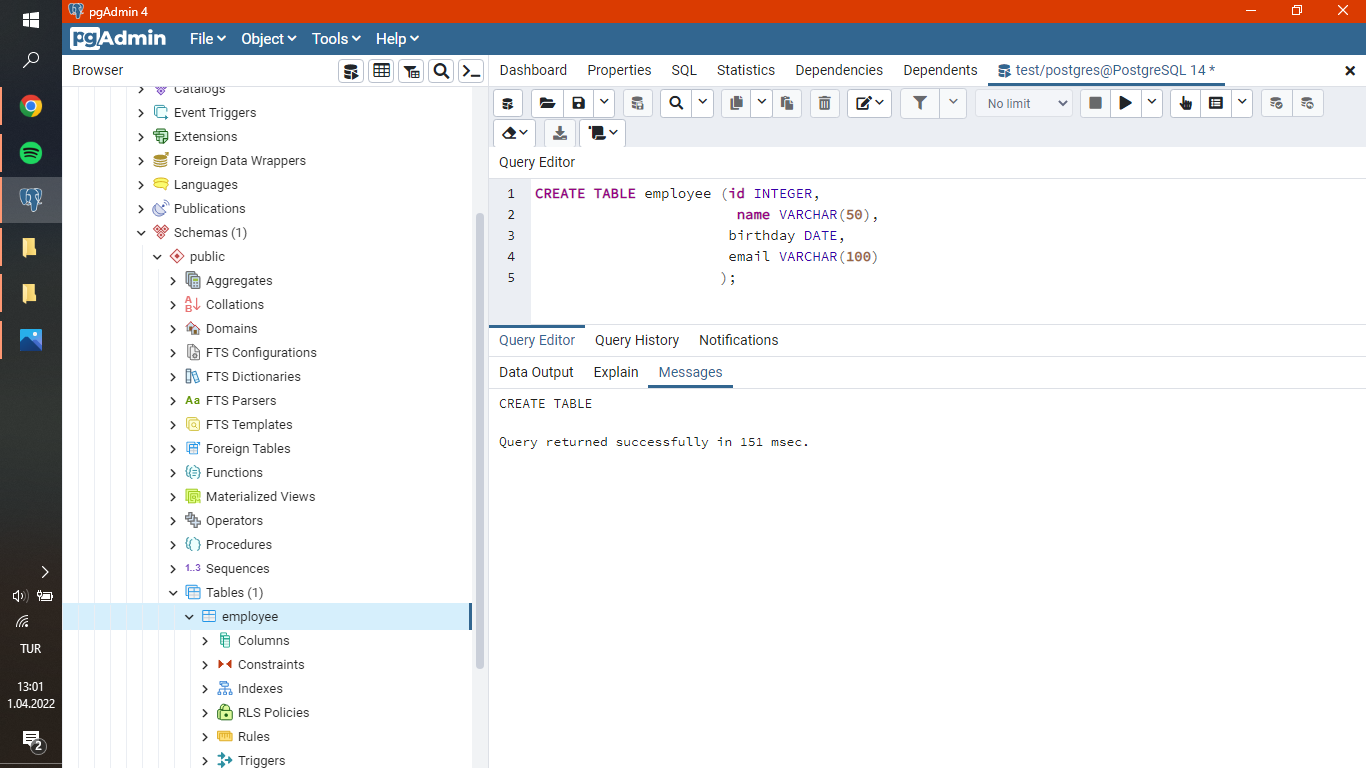 pgAdmin 4
pgAdmin File Object Tools Help
Browser
Dashboard Properties SQL Statistics Dependencies Dependents test/postgres@PostgreSQL 14 *
Catalogs
Event Triggers
Extensions
Foreign Data Wrappers
Languages
Publications
Schemas (1)
public
Aggregates
Collations
Domains
FTS Configurations
FTS Dictionaries
Aa FTS Parsers
FTS Templates
Foreign Tables
Functions
Materialized Views
Operators
Procedures
1..3 Sequences
Tables (1)
employee
Columns
Constraints
Indexes
RLS Policies
Rules
Triggers
No limit
Query Editor
1 CREATE TABLE employee (id INTEGER,
2 name VARCHAR(50),
3 birthday DATE,
4 email VARCHAR(100)
5 );
Query Editor Query History Notifications
Data Output Explain Messages
CREATE TABLE
Query returned successfully in 151 msec.
TUR
13:01
1.04.2022
2